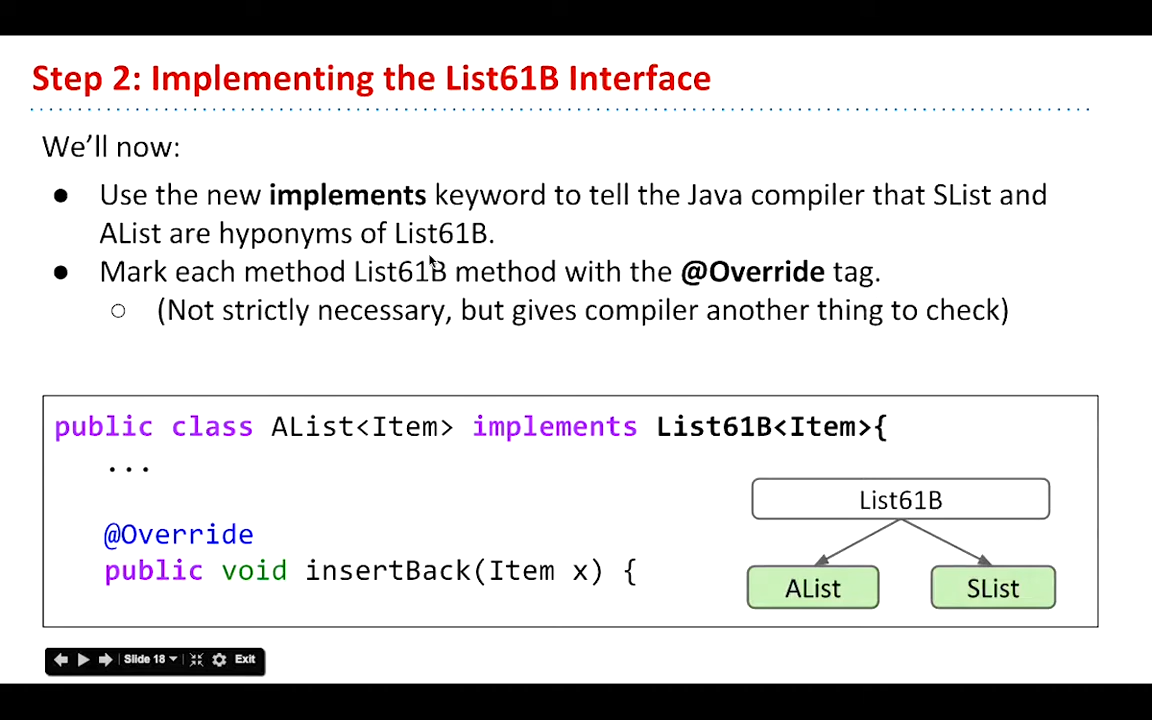 Step 2: Implementing the List61B Interface
We'll now:
● Use the new implements keyword to tell the Java compiler that SList and
AList are hyponyms of List61B.
● Mark each method List61B method with the @Override tag.
○ (Not strictly necessary, but gives compiler another thing to check)
public class AList<Item> implements List61B<Item>{
...
@Override
public void insertBack(Item x) {
List61B
AList SList
Slide 18 Exit